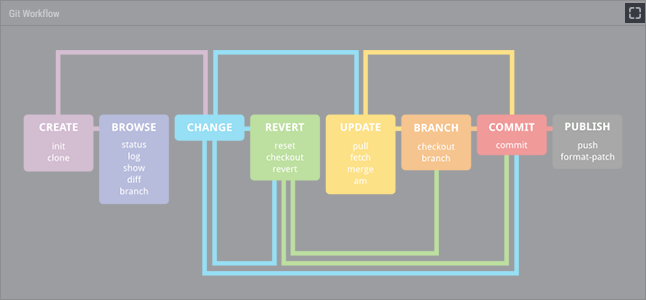 Git Workflow
CREATE
init
clone
BROWSE
status
log
show
diff
branch
CHANGE
REVERT
reset
checkout
revert
UPDATE
pull
fetch
merge
am
BRANCH
checkout
branch
COMMIT
commit
PUBLISH
push
format-patch